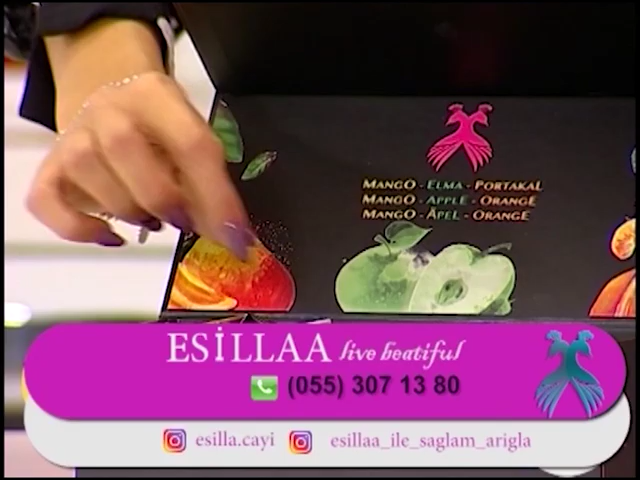 MANGO - ELMA - PORTAKAL
MANGO - APPLE - ORANGE
MANGO - APEL - ORANGE
ESİLLAA live beatiful
(055) 307 13 80
esilla.cayi esillaa_ile_saglam_arigla